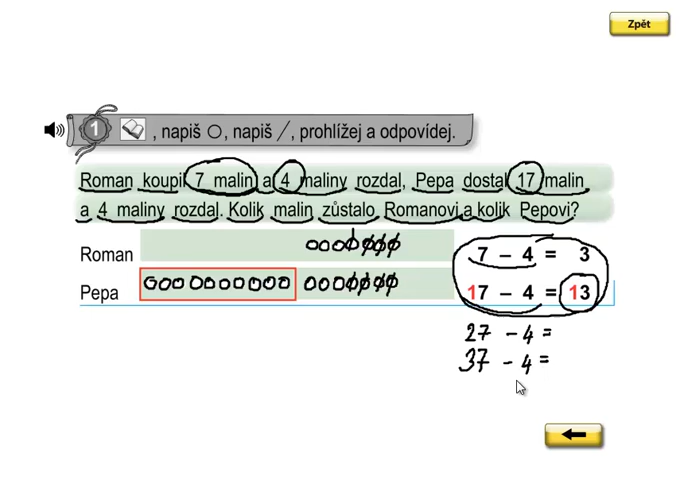 Zpět
1 , napiš ○, napiš /, prohlížej a odpovídej.
Roman koupil 7 malin a 4 maliny rozdal, Pepa dostal 17 malin
a 4 maliny rozdal. Kolik malin zůstalo Romanovi a kolik Pepovi?
Roman
7 – 4 = 3
Pepa
17 – 4 = 13
27 – 4 =
37 – 4 =